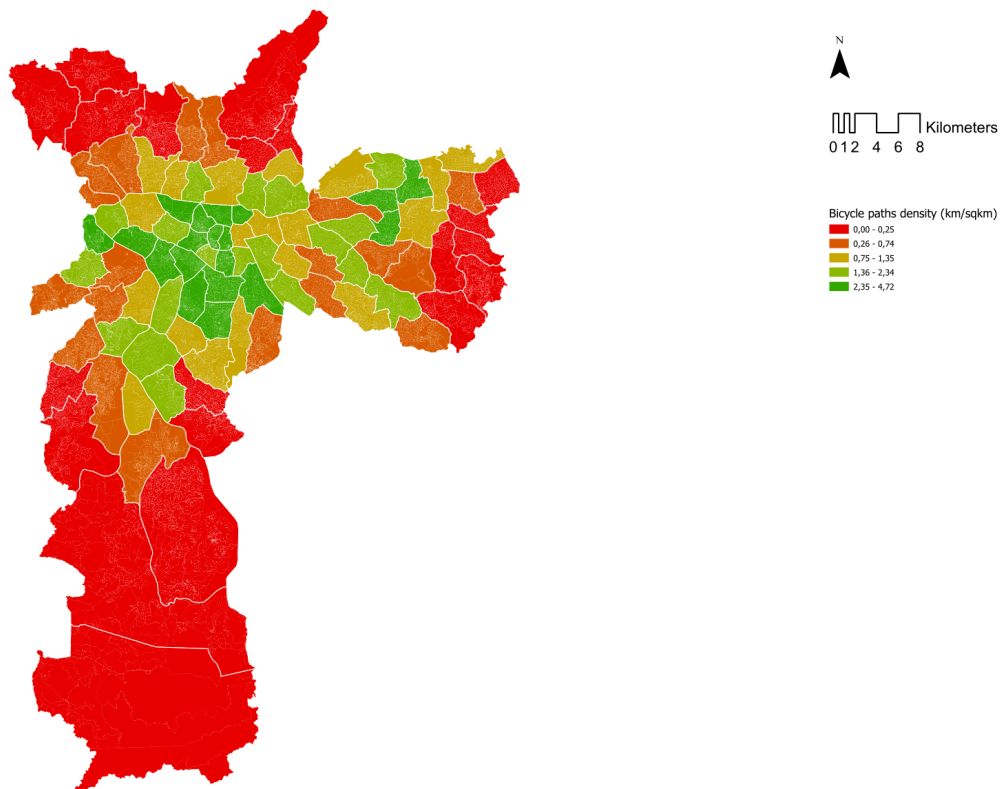 N
Kilometers
0 1 2 4 6 8
Bicycle paths density (km/sqkm)
0,00 - 0,25
0,26 - 0,74
0,75 - 1,35
1,36 - 2,34
2,35 - 4,72